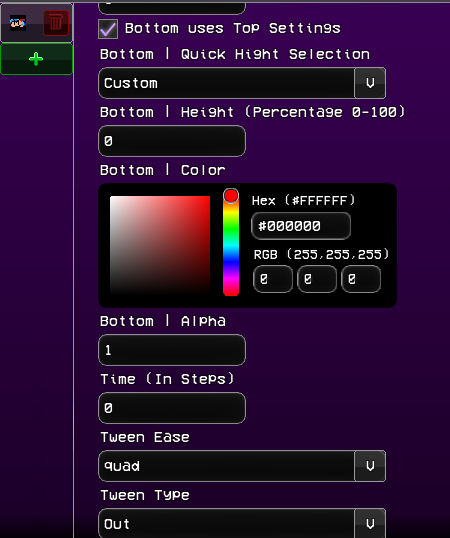 Bottom uses Top Settings
Bottom | Quick Hight Selection
Custom V
Bottom | Height (Percentage 0-100)
0
Bottom | Color
Hex (#FFFFFF)
#000000
RGB (255,255,255)
0 0 0
Bottom | Alpha
1
Time (In Steps)
0
Tween Ease
quad V
Tween Type
Out V